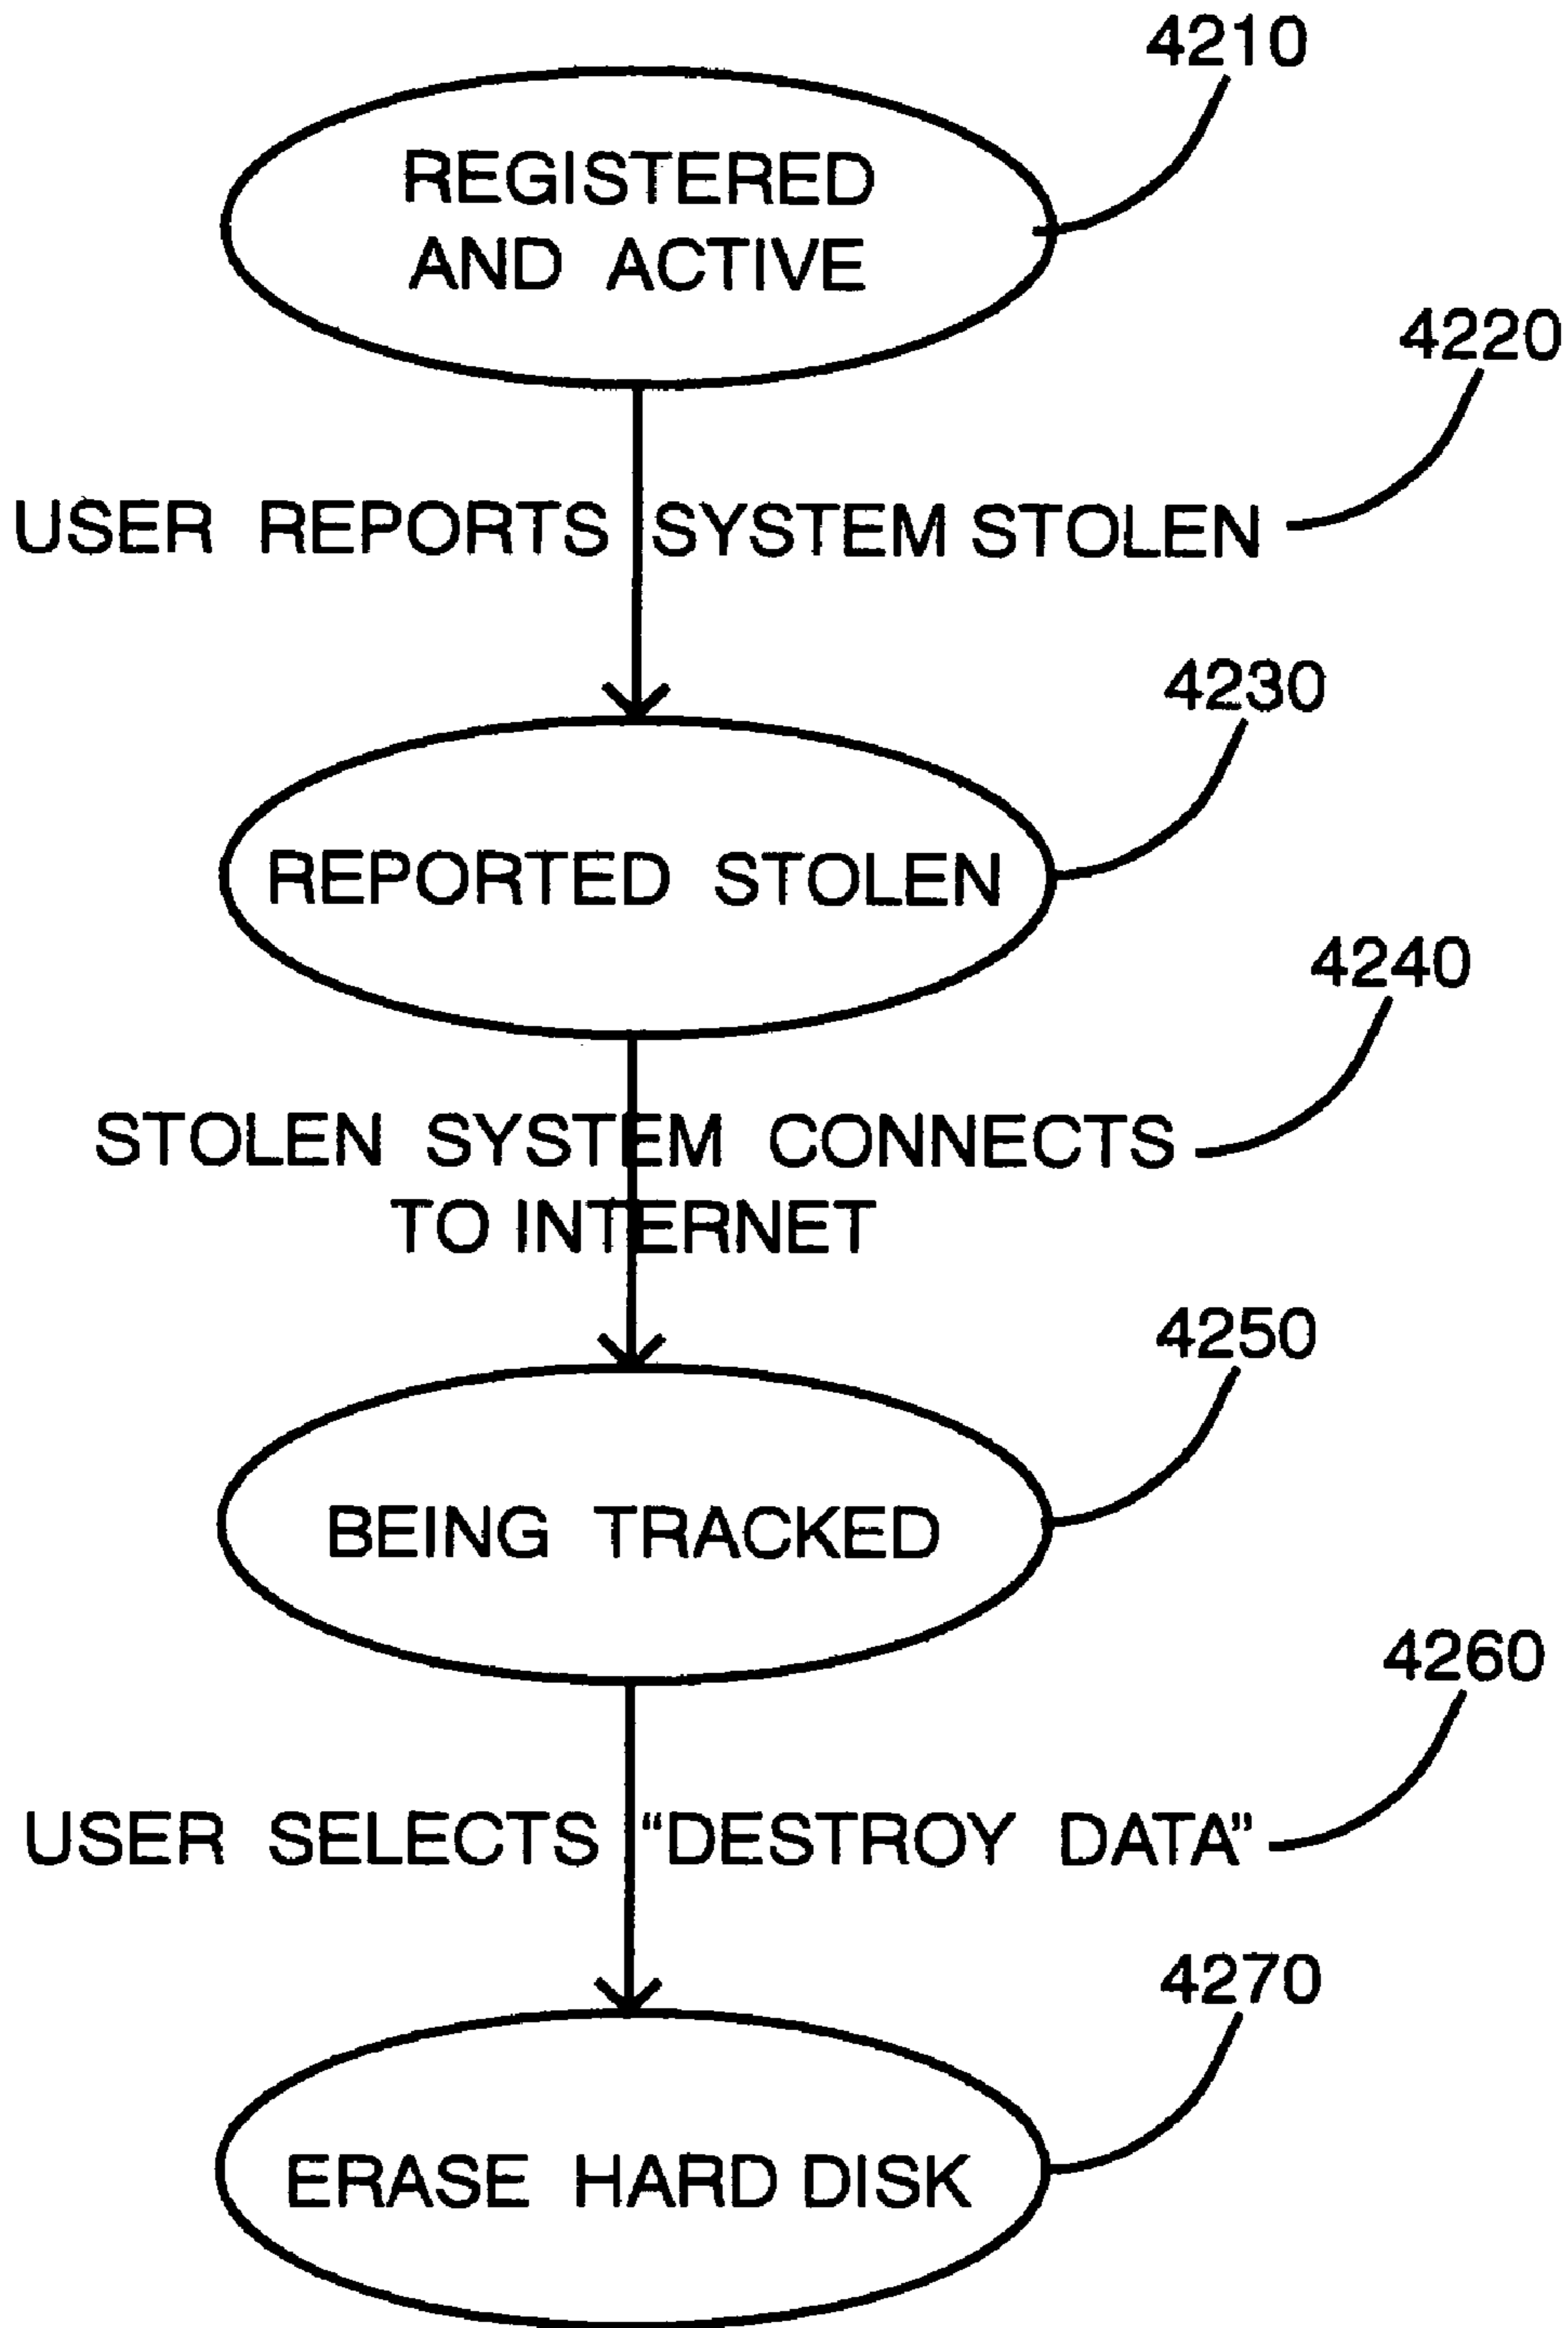 4210
REGISTERED
AND ACTIVE
4220
USER REPORTS SYSTEM STOLEN
4230
REPORTED STOLEN
4240
STOLEN SYSTEM CONNECTS
TO INTERNET
4250
BEING TRACKED
4260
USER SELECTS “DESTROY DATA”
4270
ERASE HARD DISK